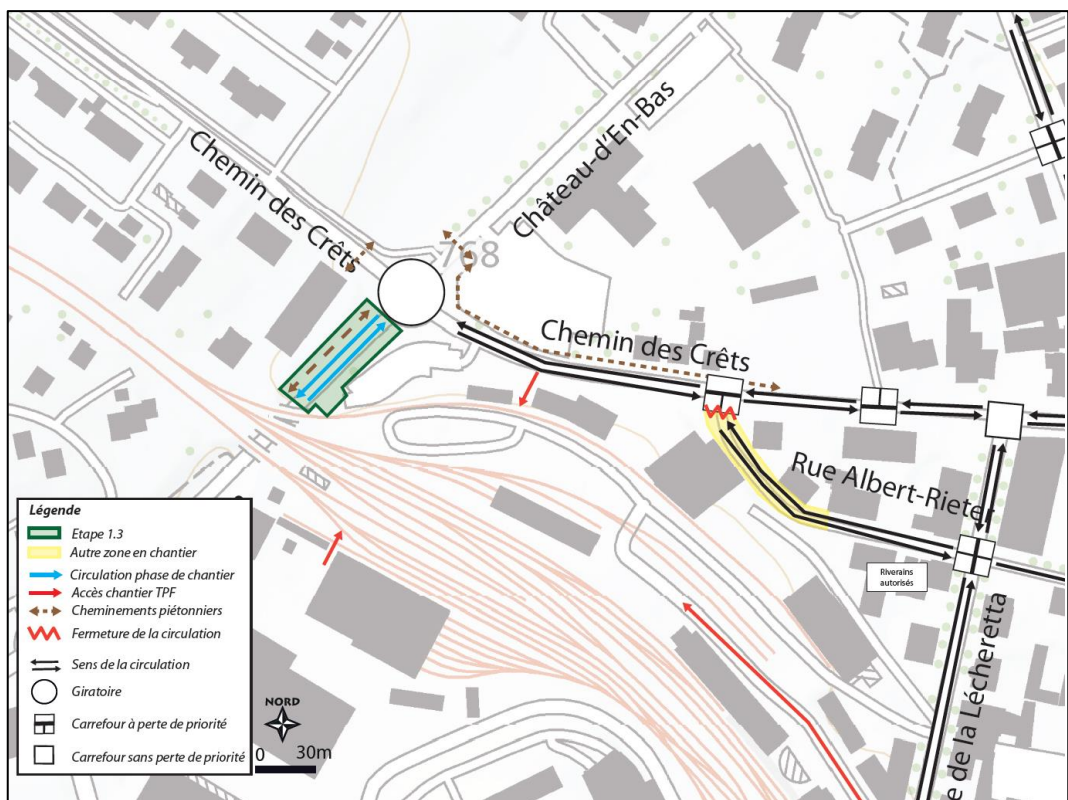 Chemin des Crêts
Château-d'En-Bas
768
Chemin des Crêts
Rue Albert-Rieter
Riverains
autorisés
e de la Lécheretta
Légende
Etape 1.3
Autre zone en chantier
Circulation phase de chantier
Accès chantier TPF
Cheminements piétonniers
Fermeture de la circulation
Sens de la circulation
Giratoire
Carrefour à perte de priorité
Carrefour sans perte de priorité
NORD
0 30m